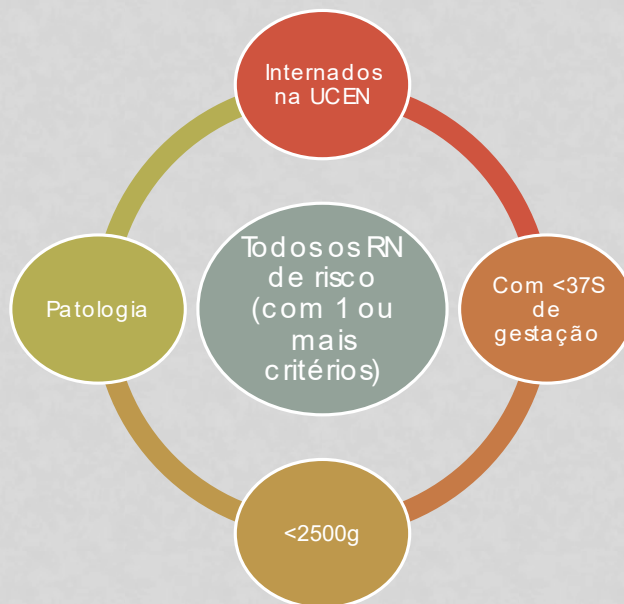 Internados
na UCEN
Todos os RN
de risco
(com 1 ou
mais
critérios)
Com <37S
de
gestação
Patologia
<2500g